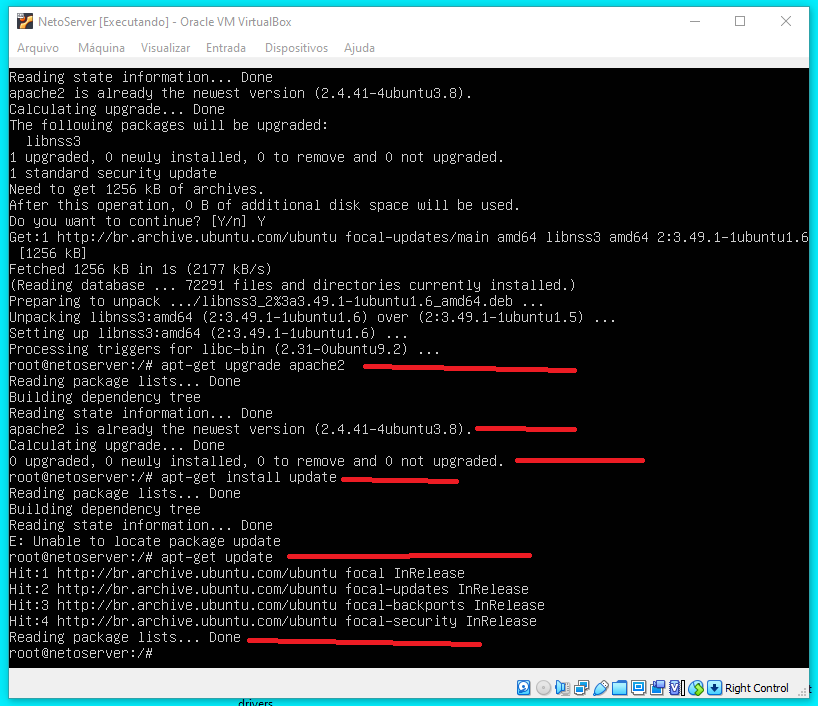 NetoServer [Executando] - Oracle VM VirtualBox
Arquivo Máquina Visualizar Entrada Dispositivos Ajuda
Reading state information... Done
apache2 is already the newest version (2.4.41-4ubuntu3.8).
Calculating upgrade... Done
The following packages will be upgraded:
  libnss3
1 upgraded, 0 newly installed, 0 to remove and 0 not upgraded.
1 standard security update
Need to get 1256 kB of archives.
After this operation, 0 B of additional disk space will be used.
Do you want to continue? [Y/n] Y
Get:1 http://br.archive.ubuntu.com/ubuntu focal-updates/main amd64 libnss3 amd64 2:3.49.1-1ubuntu1.6
 [1256 kB]
Fetched 1256 kB in 1s (2177 kB/s)
(Reading database ... 72291 files and directories currently installed.)
Preparing to unpack .../libnss3_2%3a3.49.1-1ubuntu1.6_amd64.deb ...
Unpacking libnss3:amd64 (2:3.49.1-1ubuntu1.6) over (2:3.49.1-1ubuntu1.5) ...
Setting up libnss3:amd64 (2:3.49.1-1ubuntu1.6) ...
Processing triggers for libc-bin (2.31-0ubuntu9.2) ...
root@netoserver:/# apt-get upgrade apache2
Reading package lists... Done
Building dependency tree
Reading state information... Done
apache2 is already the newest version (2.4.41-4ubuntu3.8).
Calculating upgrade... Done
0 upgraded, 0 newly installed, 0 to remove and 0 not upgraded.
root@netoserver:/# apt-get install update
Reading package lists... Done
Building dependency tree
Reading state information... Done
E: Unable to locate package update
root@netoserver:/# apt-get update
Hit:1 http://br.archive.ubuntu.com/ubuntu focal InRelease
Hit:2 http://br.archive.ubuntu.com/ubuntu focal-updates InRelease
Hit:3 http://br.archive.ubuntu.com/ubuntu focal-backports InRelease
Hit:4 http://br.archive.ubuntu.com/ubuntu focal-security InRelease
Reading package lists... Done
root@netoserver:/#
Right Control
drivers